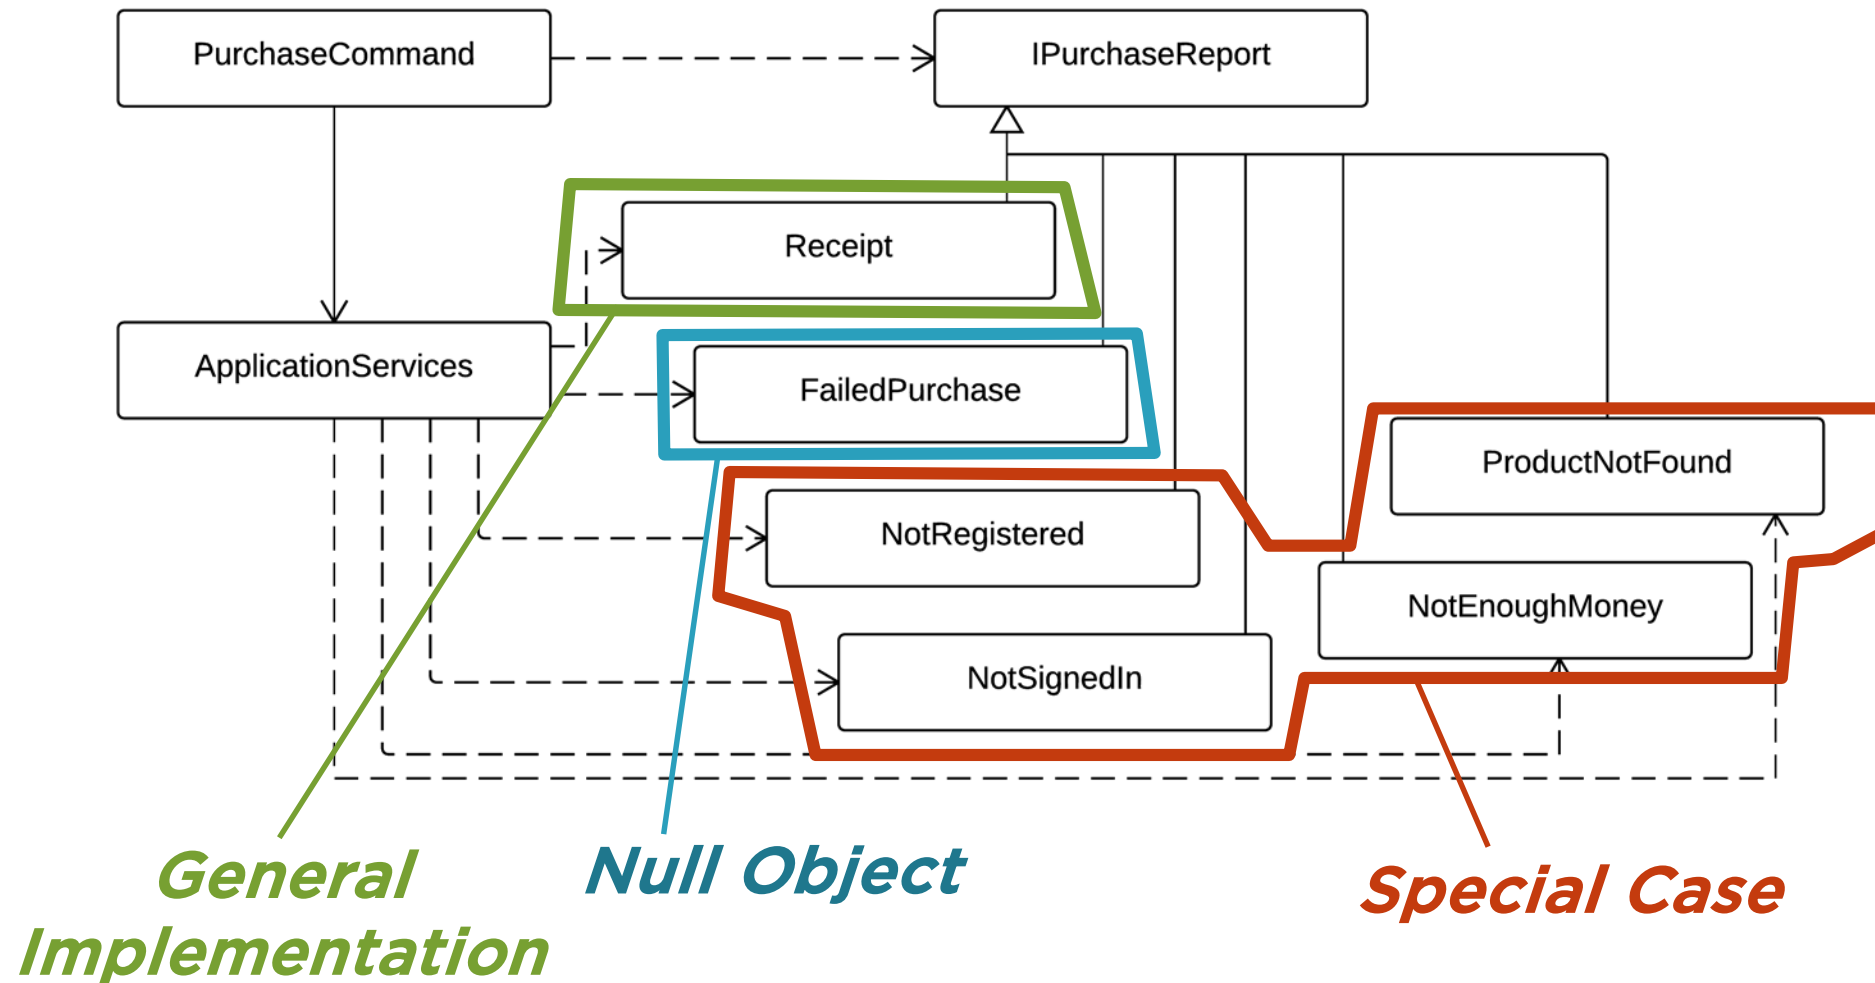 PurchaseCommand
IPurchaseReport
Receipt
ApplicationServices
FailedPurchase
ProductNotFound
NotRegistered
NotEnoughMoney
NotSignedIn
General
Implementation
Null Object
Special Case